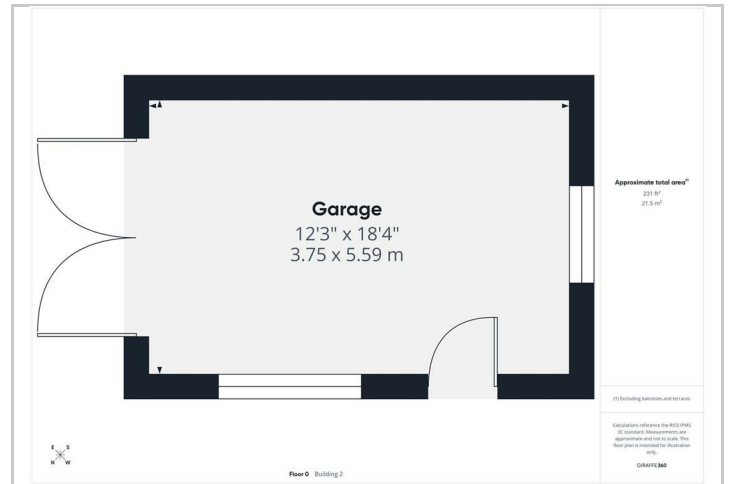 Garage
12'3" x 18'4"
3.75 x 5.59 m
Approximate total area(1)
231 ft²
21.5 m²
(1) Excluding balconies and terraces
Calculations reference the RICS IPMS
3C standard. Measurements are
approximate and not to scale. This
floor plan is intended for illustration
only.
GIRAFFE360
E S
N W
Floor 0 Building 2